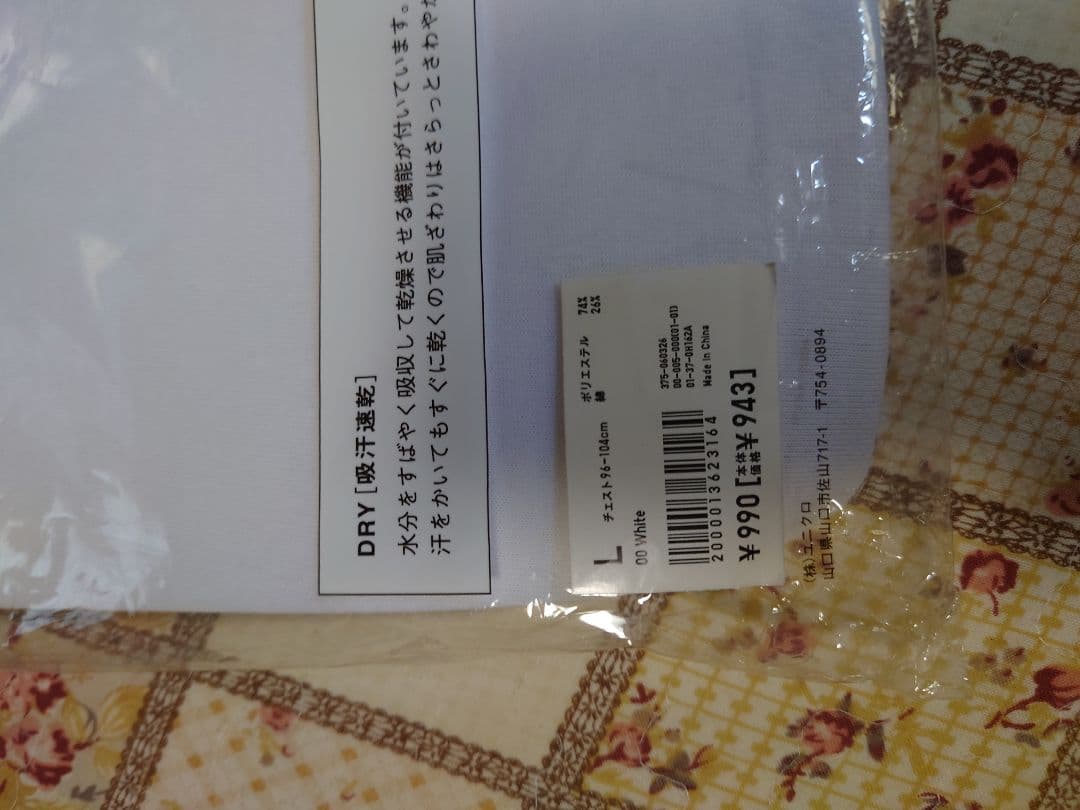 DRY[吸汗速乾]
水分をすばやく吸収して乾燥させる機能が付いています。
汗をかいてもすぐに乾くので肌ざわりはさらっとさわやか
L チェスト96-104cm ポリエステル 74%
綿 26%
00 White
375-060326
00-005-000(01-01)
01-37-0H162A
Made In China
2000013623164
¥990[本体価格¥943]
(株)ユニクロ
山口県山口市佐山717-1 〒754-0894